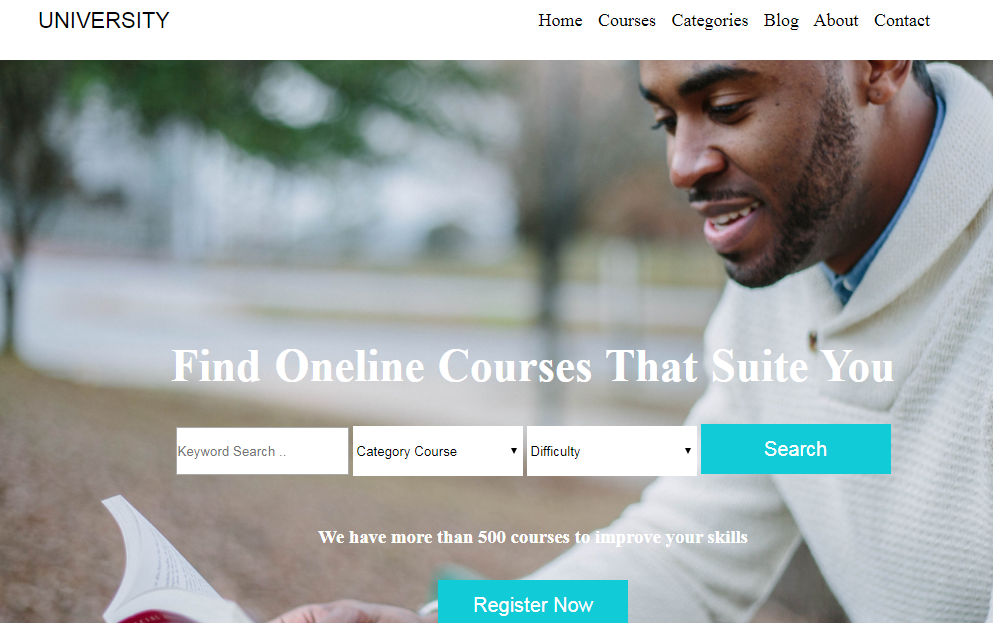 UNIVERSITY Home Courses Categories Blog About Contact
Find Oneline Courses That Suite You
Keyword Search .. Category Course Difficulty Search
We have more than 500 courses to improve your skills
Register Now